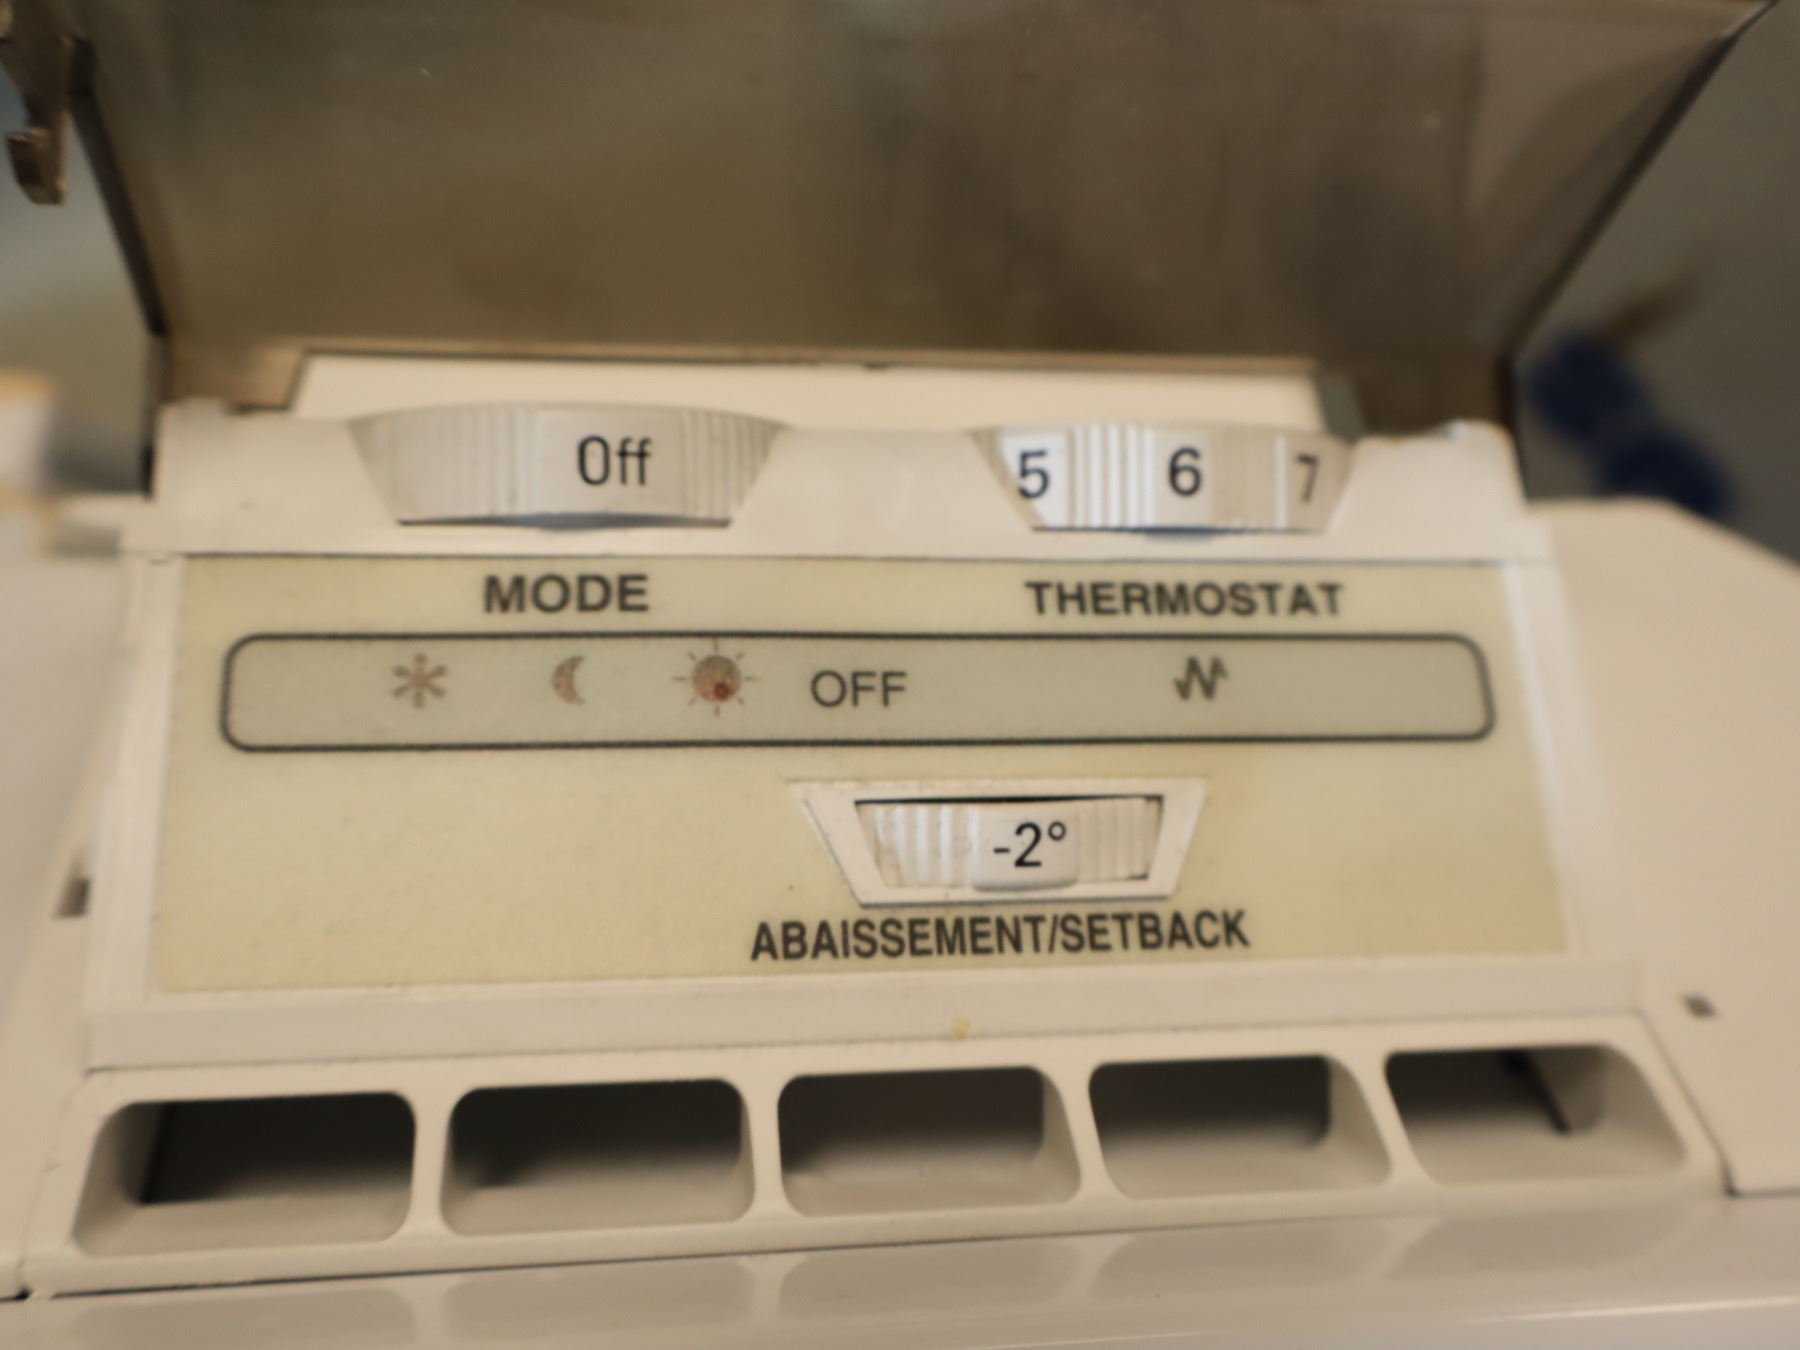 Off 5 6 7
MODE THERMOSTAT
OFF
-2°
ABAISSEMENT/SETBACK